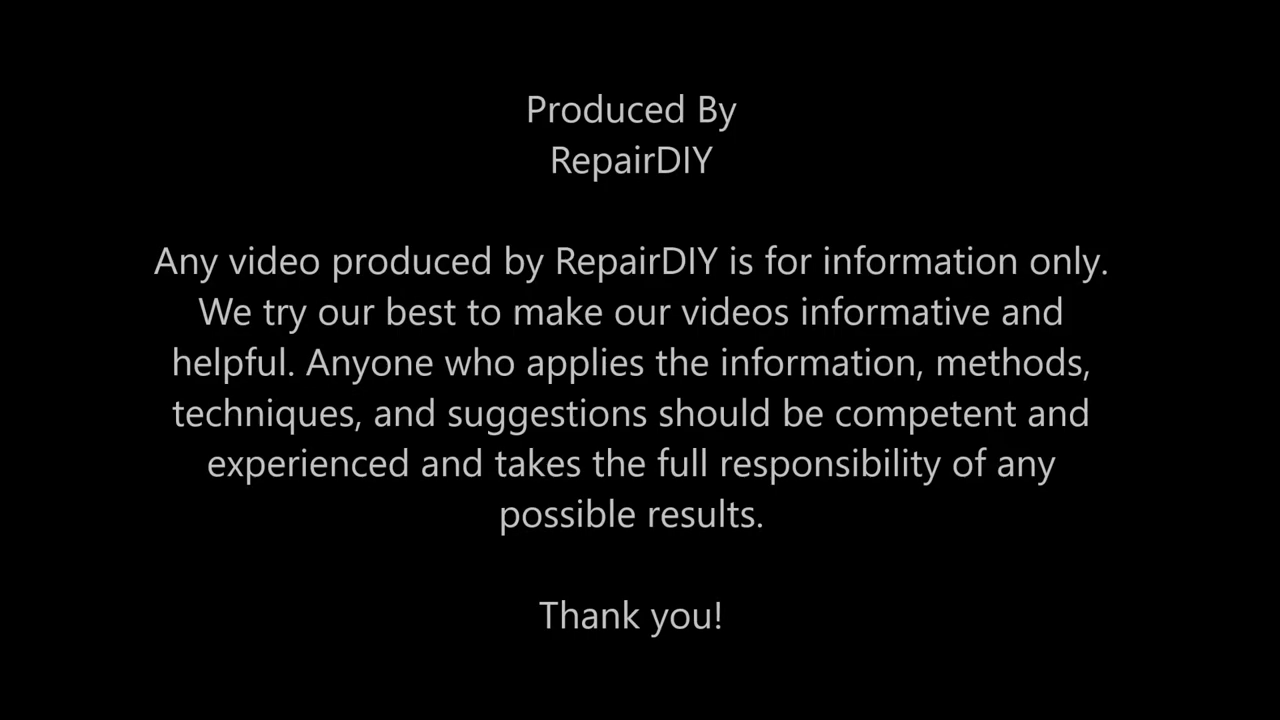 Produced By
RepairDIY
Any video produced by RepairDIY is for information only.
We try our best to make our videos informative and
helpful. Anyone who applies the information, methods,
techniques, and suggestions should be competent and
experienced and takes the full responsibility of any
possible results.
Thank you!